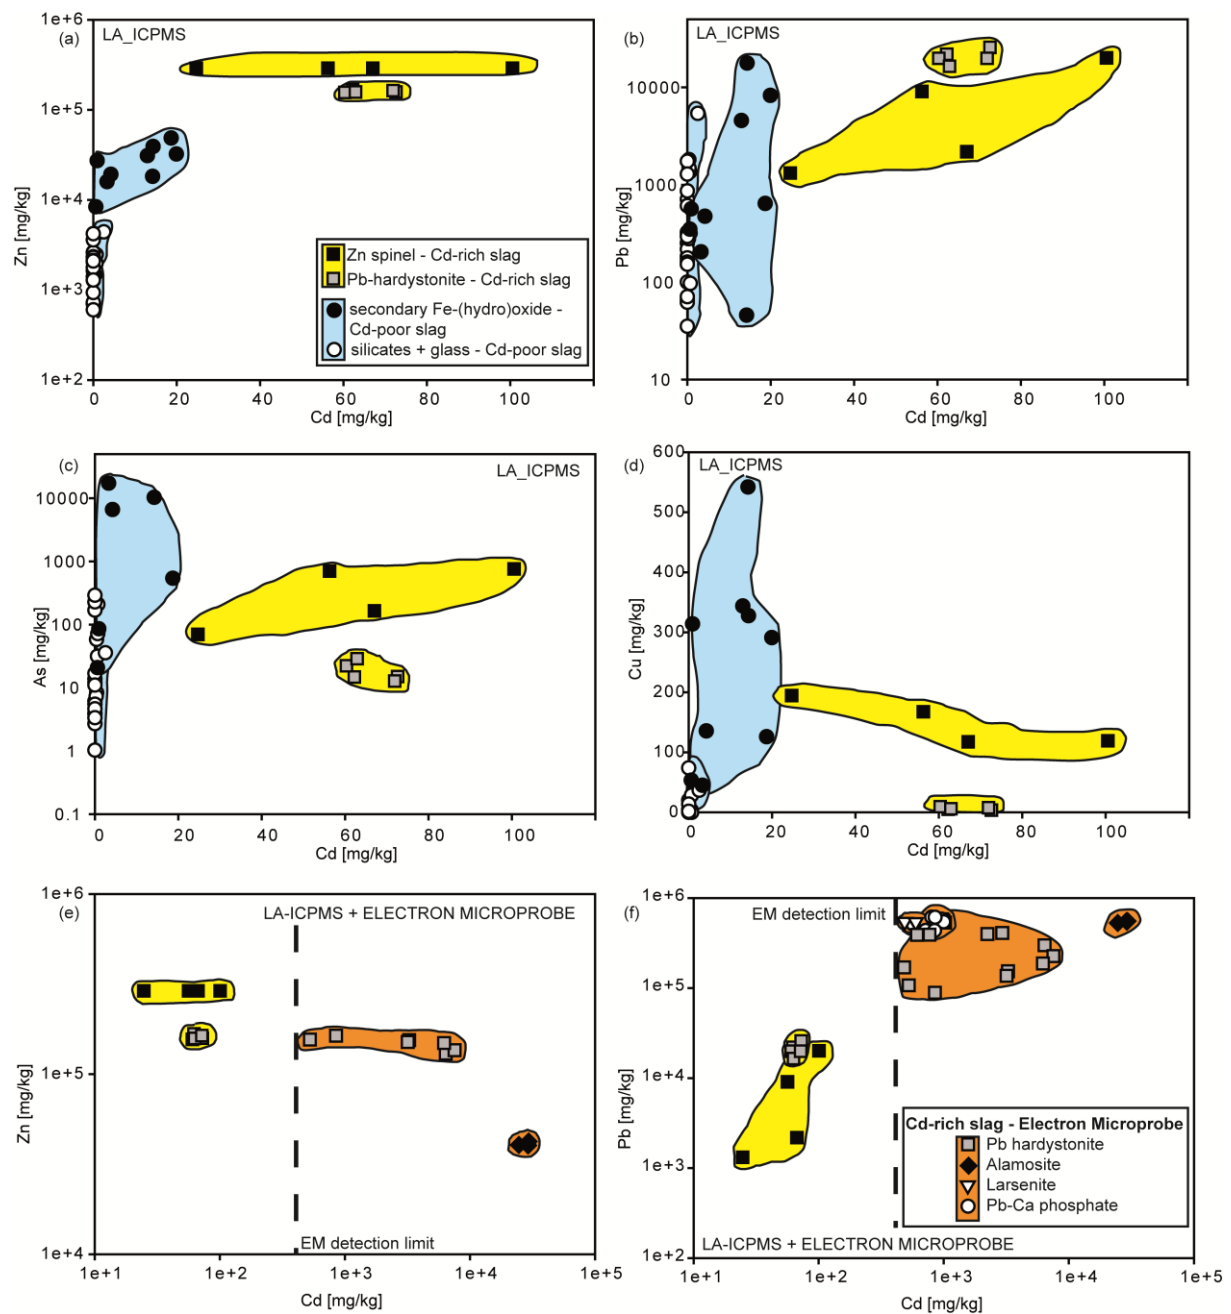 (a)
LA_ICPMS
1e+6
1e+5
1e+4
1e+3
1e+2
Zn [mg/kg]
0 20 40 60 80 100
Cd [mg/kg]
Zn spinel - Cd-rich slag
Pb-hardystonite - Cd-rich slag
secondary Fe-(hydro)oxide -
Cd-poor slag
silicates + glass - Cd-poor slag
(b)
LA_ICPMS
10000
1000
100
10
Pb [mg/kg]
0 20 40 60 80 100
Cd [mg/kg]
(c)
LA_ICPMS
10000
1000
100
10
1
0.1
As [mg/kg]
0 20 40 60 80 100
Cd [mg/kg]
(d)
LA_ICPMS
600
500
400
300
200
100
0
Cu [mg/kg]
0 20 40 60 80 100
Cd [mg/kg]
(e)
LA-ICPMS + ELECTRON MICROPROBE
1e+6
1e+5
1e+4
Zn [mg/kg]
EM detection limit
1e+1 1e+2 1e+3 1e+4 1e+5
Cd [mg/kg]
(f)
EM detection limit
1e+6
1e+5
1e+4
1e+3
1e+2
Pb [mg/kg]
Cd-rich slag - Electron Microprobe
Pb hardystonite
Alamosite
Larsenite
Pb-Ca phosphate
LA-ICPMS + ELECTRON MICROPROBE
1e+1 1e+2 1e+3 1e+4 1e+5
Cd [mg/kg]